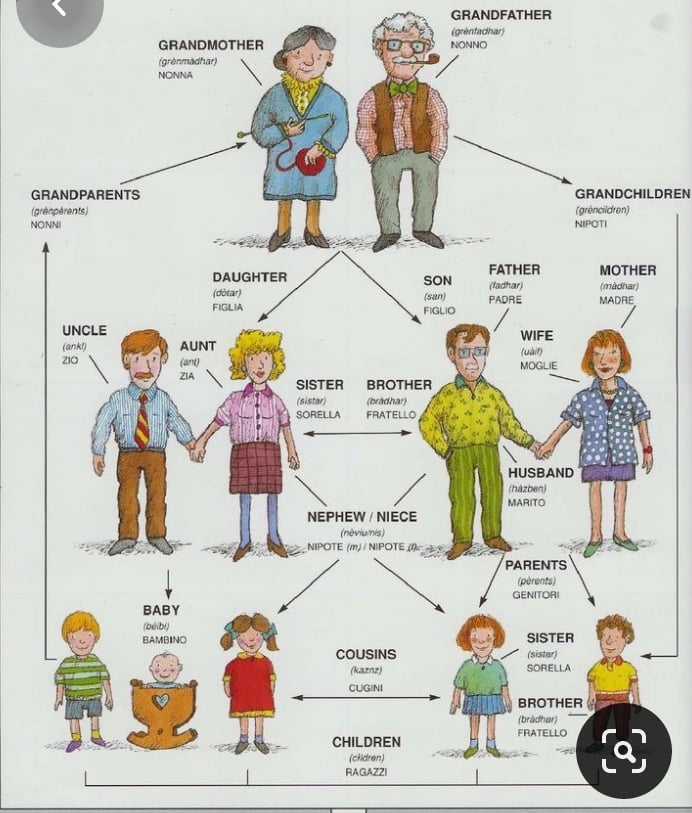 GRANDMOTHER
(grènmàdhar)
NONNA
GRANDFATHER
(grènfadhar)
NONNO
GRANDPARENTS
(grènpèrents)
NONNI
GRANDCHILDREN
(grèncildren)
NIPOTI
DAUGHTER
(dòtar)
FIGLIA
SON
(san)
FIGLIO
FATHER
(fadhar)
PADRE
MOTHER
(màdhar)
MADRE
UNCLE
(ankl)
ZIO
AUNT
(ant)
ZIA
WIFE
(uàif)
MOGLIE
SISTER
(sistar)
SORELLA
BROTHER
(bràdhar)
FRATELLO
HUSBAND
(hàzben)
MARITO
NEPHEW / NIECE
(nèviu/nis)
NIPOTE (m) / NIPOTE (f)
PARENTS
(pèrents)
GENITORI
BABY
(béibi)
BAMBINO
COUSINS
(kaznz)
CUGINI
SISTER
(sistar)
SORELLA
BROTHER
(bràdhar)
FRATELLO
CHILDREN
(cildren)
RAGAZZI